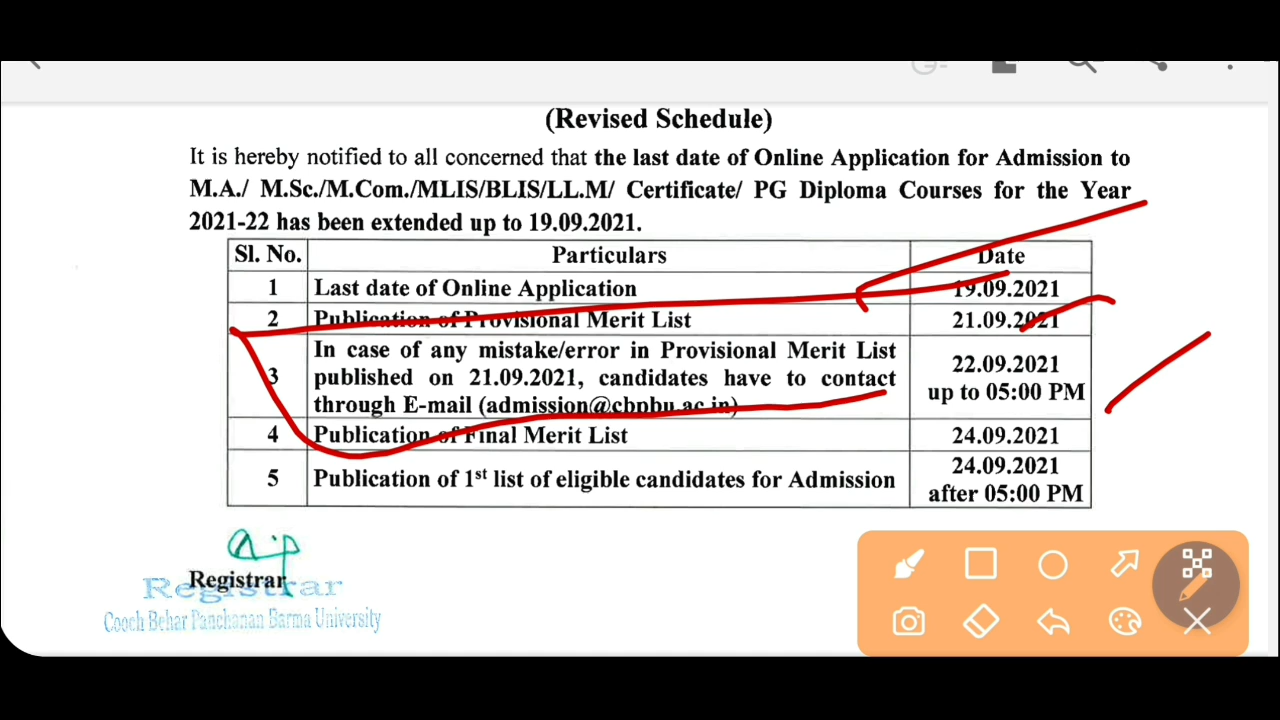 (Revised Schedule)
It is hereby notified to all concerned that the last date of Online Application for Admission to
M.A./ M.Sc./M.Com./MLIS/BLIS/LL.M/ Certificate/ PG Diploma Courses for the Year
2021-22 has been extended up to 19.09.2021.
Sl. No. Particulars Date
1 Last date of Online Application 19.09.2021
2 Publication of Provisional Merit List 21.09.2021
3 In case of any mistake/error in Provisional Merit List
published on 21.09.2021, candidates have to contact
through E-mail (admission@cbpbu.ac.in)
22.09.2021
up to 05:00 PM
4 Publication of Final Merit List 24.09.2021
5 Publication of 1st list of eligible candidates for Admission
24.09.2021
after 05:00 PM
Registrar
Registrar
Cooch Behar Panchanan Barma University